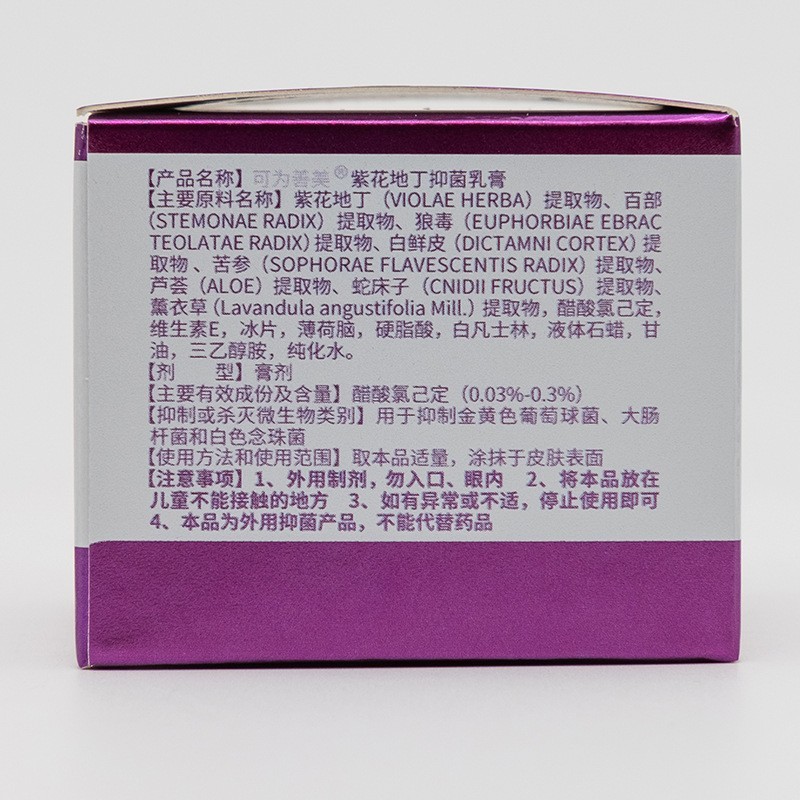 【产品名称】可为善美®紫花地丁抑菌乳膏
【主要原料名称】紫花地丁（VIOLAE HERBA）提取物、百部
（STEMONAE RADIX）提取物、狼毒（EUPHORBIAE EBRAC
TEOLATAE RADIX）提取物、白鲜皮（DICTAMNI CORTEX）提
取物、苦参（SOPHORAE FLAVESCENTIS RADIX）提取物、
芦荟（ALOE）提取物、蛇床子（CNIDII FRUCTUS）提取物、
薰衣草（Lavandula angustifolia Mill.）提取物，醋酸氯己定，
维生素E，冰片，薄荷脑，硬脂酸，白凡士林，液体石蜡，甘
油，三乙醇胺，纯化水。
【剂　　型】膏剂
【主要有效成份及含量】醋酸氯己定（0.03%-0.3%）
【抑制或杀灭微生物类别】用于抑制金黄色葡萄球菌、大肠
杆菌和白色念珠菌
【使用方法和使用范围】取本品适量，涂抹于皮肤表面
【注意事项】1、外用制剂，勿入口、眼内　2、将本品放在
儿童不能接触的地方　3、如有异常或不适，停止使用即可
4、本品为外用抑菌产品，不能代替药品